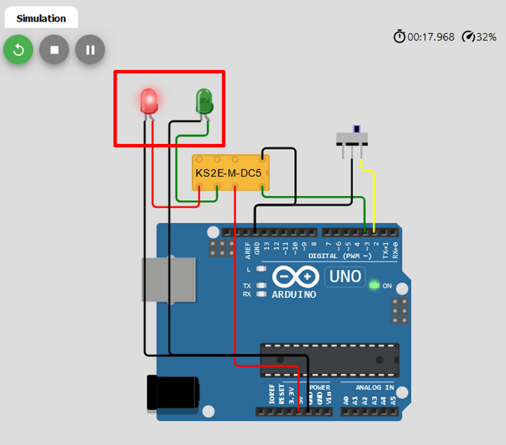 Simulation
00:17.968 32%
KS2E-M-DC5
AREF GND 13 12 ~11 ~10 ~9 8 7 ~6 ~5 4 ~3 2 TX→1 RX←0
DIGITAL (PWM ~)
L
TX
RX
ARDUINO
UNO
ON
IOREF RESET 3.3V 5V GND GND Vin
POWER
ANALOG IN
A0 A1 A2 A3 A4 A5